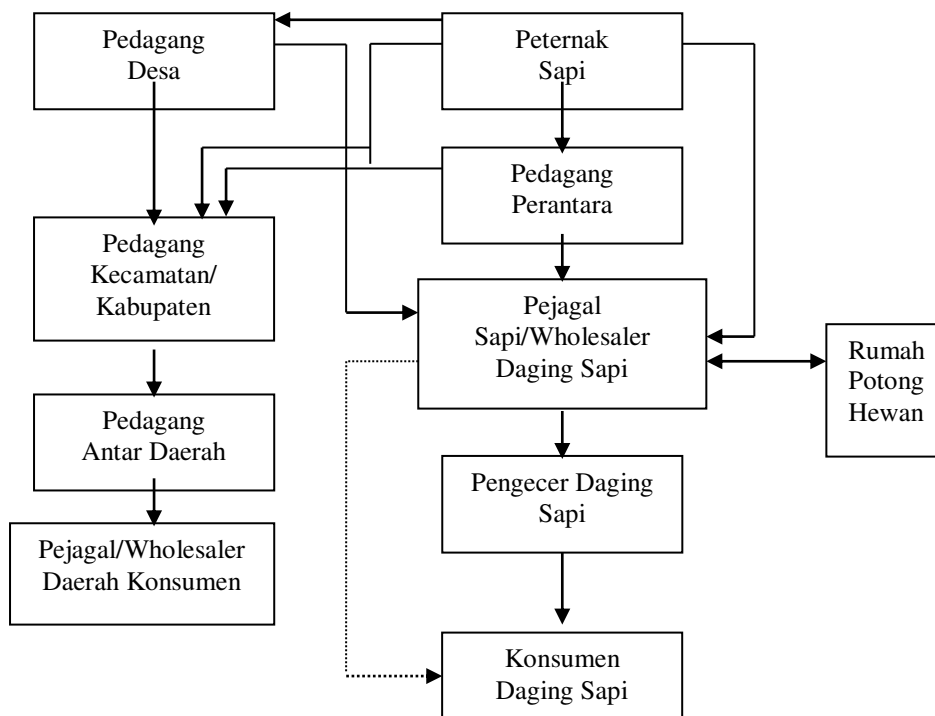 Pedagang
Desa
Peternak
Sapi
Pedagang
Perantara
Pedagang
Kecamatan/
Kabupaten
Pejagal
Sapi/Wholesaler
Daging Sapi
Rumah
Potong
Hewan
Pedagang
Antar Daerah
Pengecer Daging
Sapi
Pejagal/Wholesaler
Daerah Konsumen
Konsumen
Daging Sapi